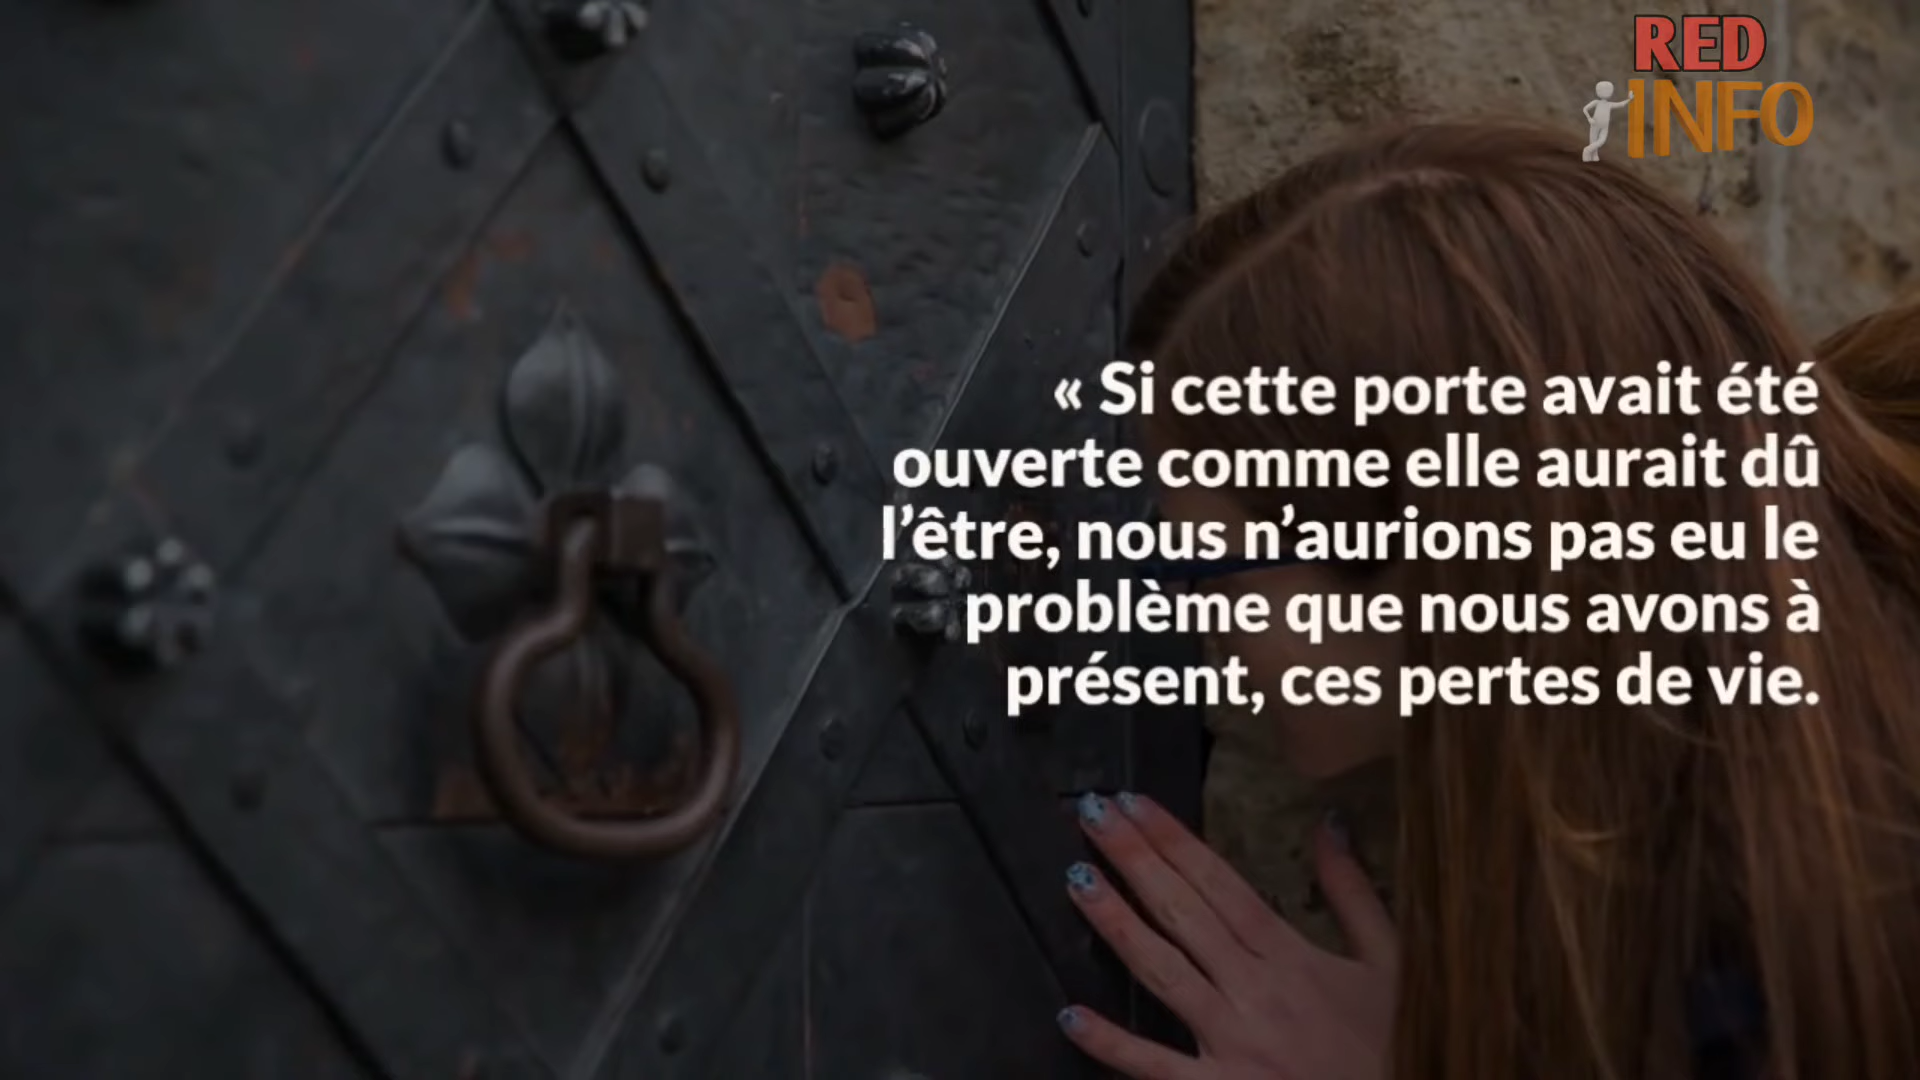 RED
INFO
« Si cette porte avait été
ouverte comme elle aurait dû
l’être, nous n’aurions pas eu le
problème que nous avons à
présent, ces pertes de vie.